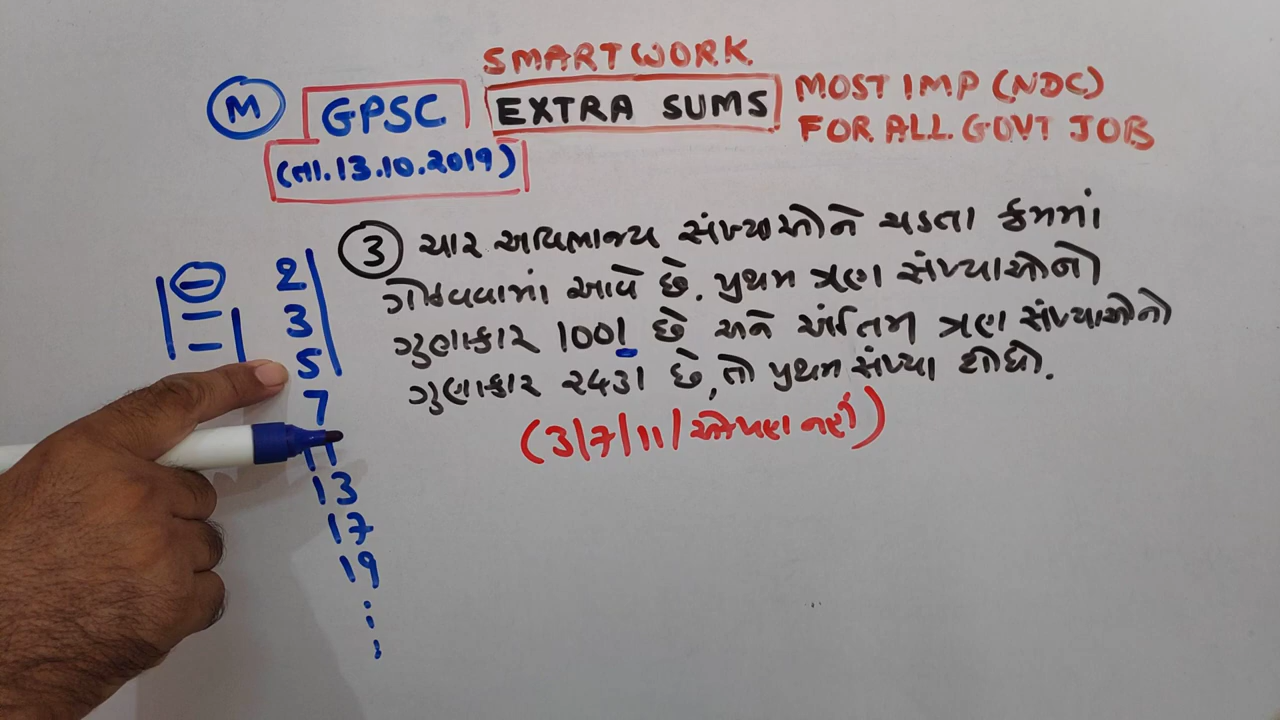 SMART WORK
M GPSC EXTRA SUMS MOST IMP (NDC)
FOR ALL GOVT JOB
(તા.13.10.2019)
3 ચાર અવિભાજ્ય સંખ્યાઓને ચડતા ક્રમમાં
ગોઠવવામાં આવે છે. પ્રથમ ત્રણ સંખ્યાઓનો
ગુણાકાર 1001 છે અને અંતિમ ત્રણ સંખ્યાઓનો
ગુણાકાર ૨431 છે, તો પ્રથમ સંખ્યા શોધો.
(3/7/11/એ પણ નહીં)
2
3
5
7
11
13
17
19